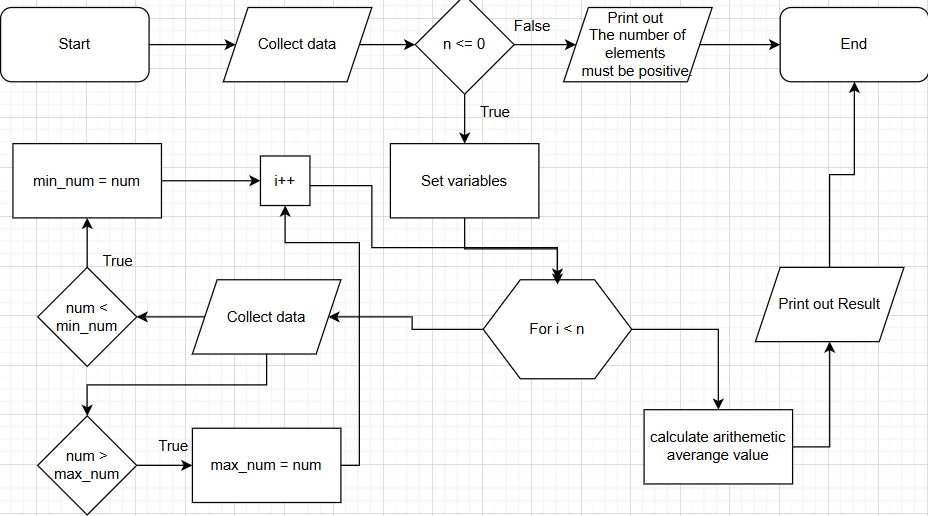 Start
Collect data
n <= 0
False
Print out
The number of
elements
must be positive.
End
True
min_num = num
i++
Set variables
True
num <
min_num
Collect data
For i < n
Print out Result
num >
max_num
True
max_num = num
calculate arithemetic
averange value